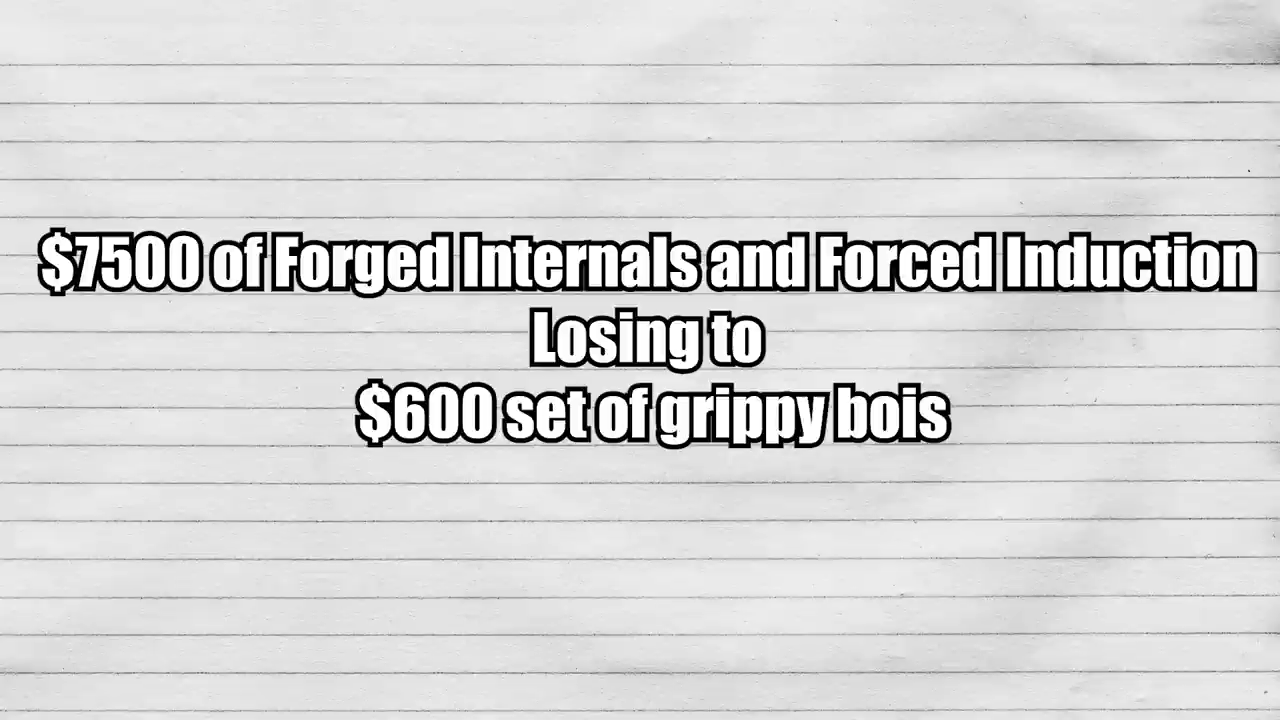 $7500 of Forged Internals and Forced Induction
Losing to
$600 set of grippy bois